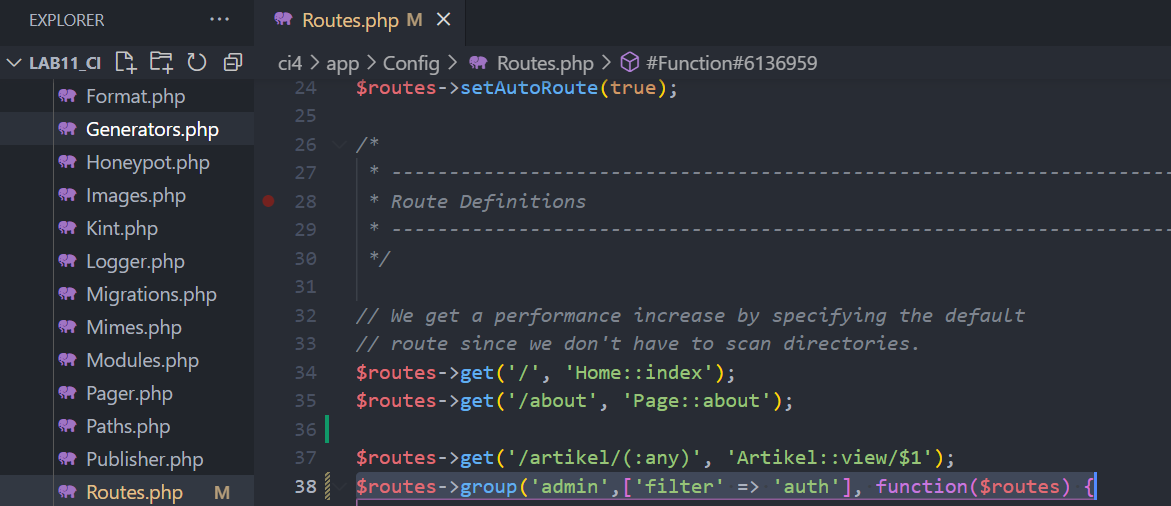 EXPLORER ···
LAB11_CI
Format.php
Generators.php
Honeypot.php
Images.php
Kint.php
Logger.php
Migrations.php
Mimes.php
Modules.php
Pager.php
Paths.php
Publisher.php
Routes.php M
Routes.php M
ci4 > app > Config > Routes.php > #Function#6136959
24 $routes->setAutoRoute(true);
25
26 /*
27  * --------------------------------------------------------------------
28  * Route Definitions
29  * --------------------------------------------------------------------
30  */
31
32 // We get a performance increase by specifying the default
33 // route since we don't have to scan directories.
34 $routes->get('/', 'Home::index');
35 $routes->get('/about', 'Page::about');
36
37 $routes->get('/artikel/(:any)', 'Artikel::view/$1');
38 $routes->group('admin',['filter' => 'auth'], function($routes) {